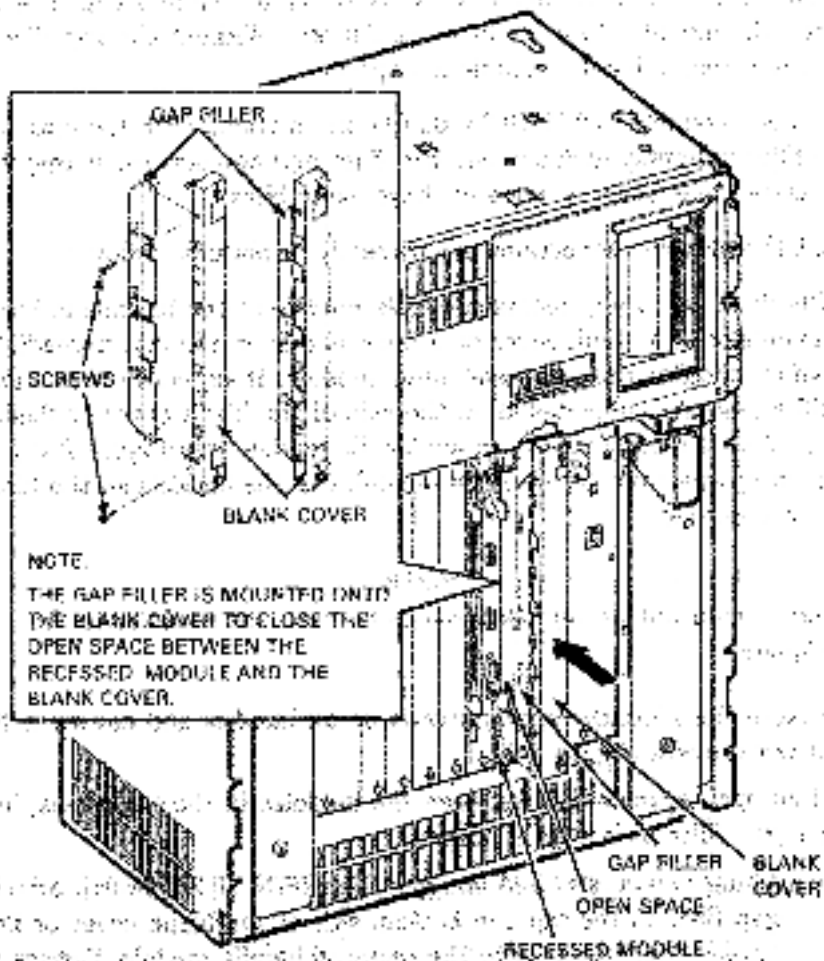 GAP FILLER
SCREWS
BLANK COVER
NOTE:
THE GAP FILLER IS MOUNTED ONTO
THE BLANK COVER TO CLOSE THE
OPEN SPACE BETWEEN THE
RECESSED MODULE AND THE
BLANK COVER.
GAP FILLER
BLANK
COVER
OPEN SPACE
RECESSED MODULE